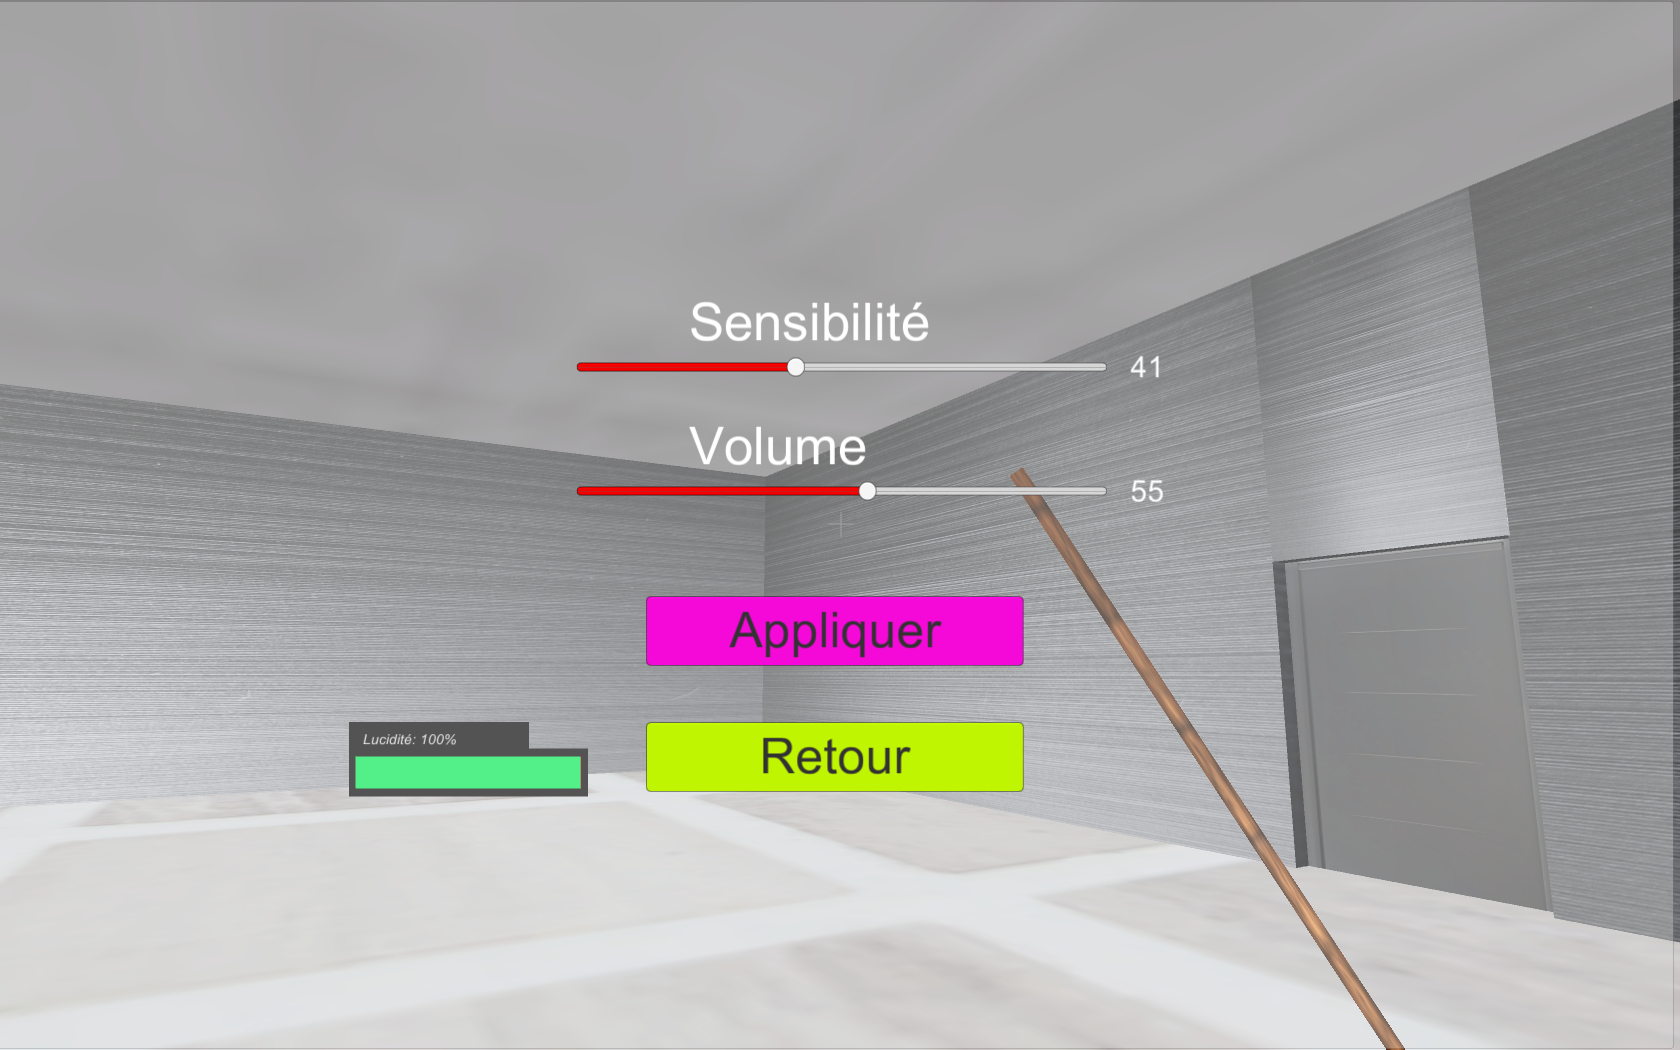 Sensibilité
41
Volume
55
Appliquer
Lucidité: 100%
Retour